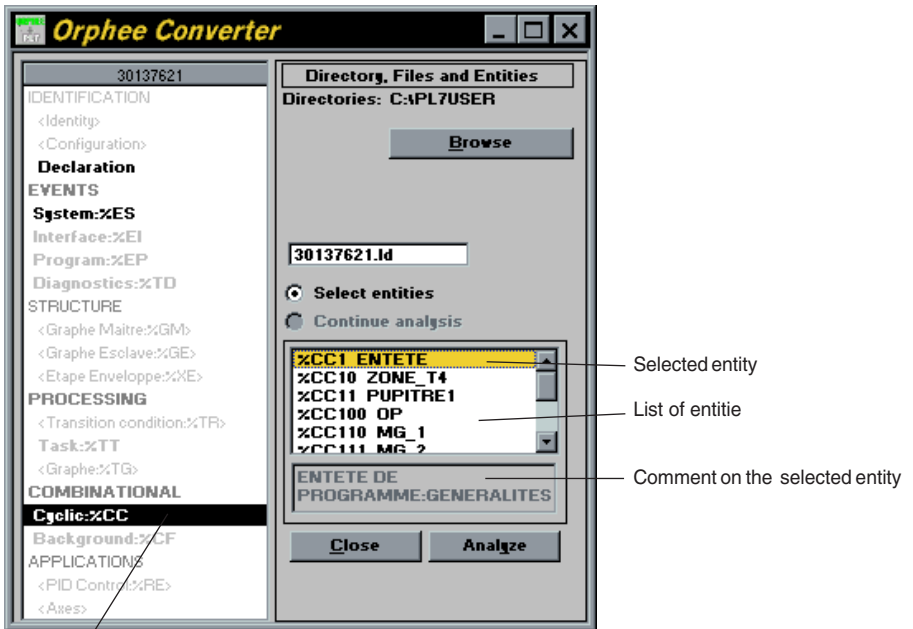 Orphee Converter
30137621
IDENTIFICATION
<Identity>
<Configuration>
Declaration
EVENTS
System:%ES
Interface:%EI
Program:%EP
Diagnostics:%TD
STRUCTURE
<Graphe Maitre:%GM>
<Graphe Esclave:%GE>
<Etape Enveloppe:%XE>
PROCESSING
<Transition condition:%TR>
Task:%TT
<Graphe:%TG>
COMBINATIONAL
Cyclic:%CC
Background:%CF
APPLICATIONS
<PID Control:%RE>
<Axes>
Directory, Files and Entities
Directories: C:\PL7USER
Browse
30137621.ld
Select entities
Continue analysis
%CC1 ENTETE
%CC10 ZONE_T4
%CC11 PUPITRE1
%CC100 OP
%CC110 MG_1
%CC111 MG_2
ENTETE DE
PROGRAMME:GENERALITES
Close
Analyze
Selected entity
List of entitie
Comment on the selected entity